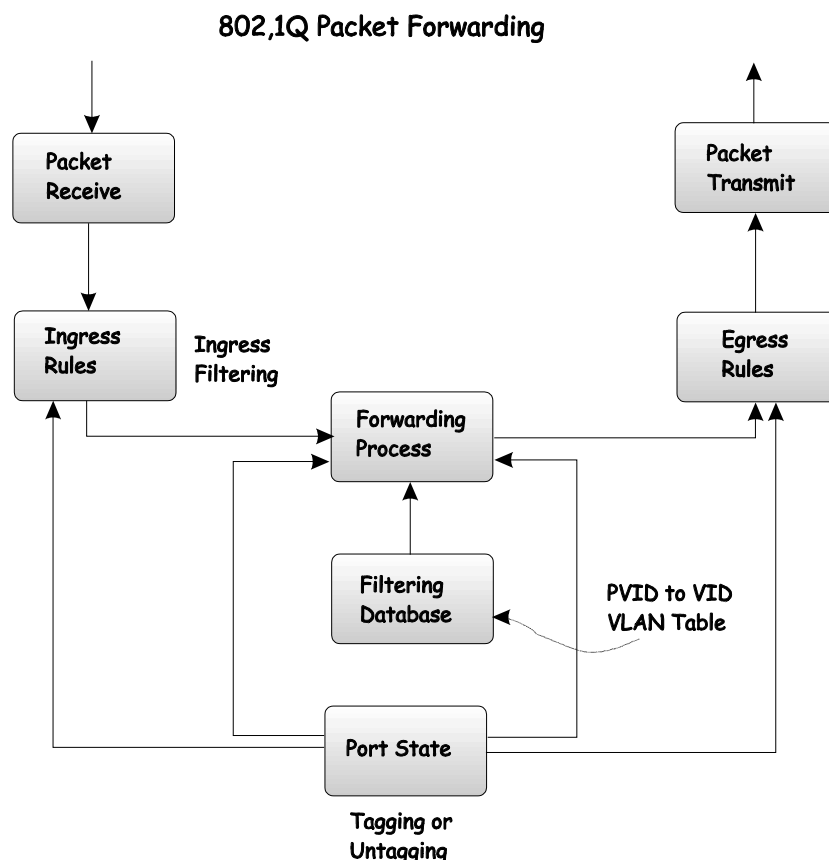 802,1Q Packet Forwarding
Packet
Receive
Packet
Transmit
Ingress
Rules
Ingress
Filtering
Egress
Rules
Forwarding
Process
Filtering
Database
PVID to VID
VLAN Table
Port State
Tagging or
Untagging